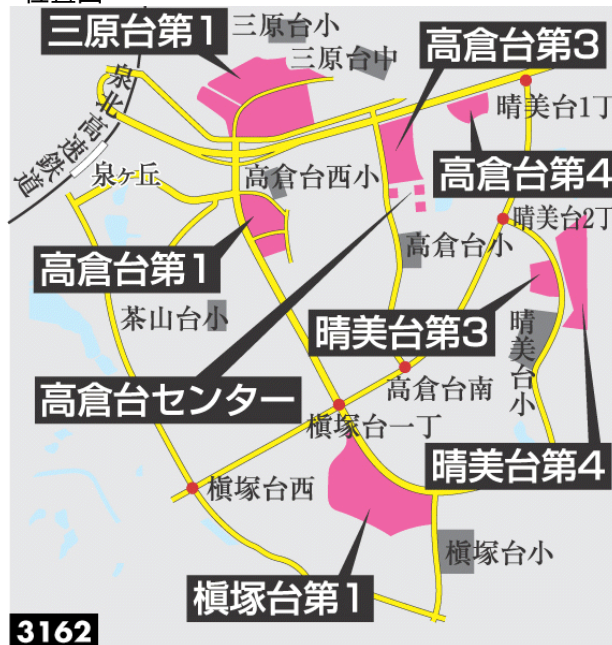 三原台第1
三原台小
三原台中
高倉台第3
泉北高速鉄道
晴美台1丁
泉ヶ丘
高倉台西小
高倉台第4
晴美台2丁
高倉台第1
高倉台小
茶山台小
晴美台第3
晴美台小
高倉台センター
高倉台南
槇塚台一丁
晴美台第4
槇塚台西
槇塚台小
槇塚台第1
3162